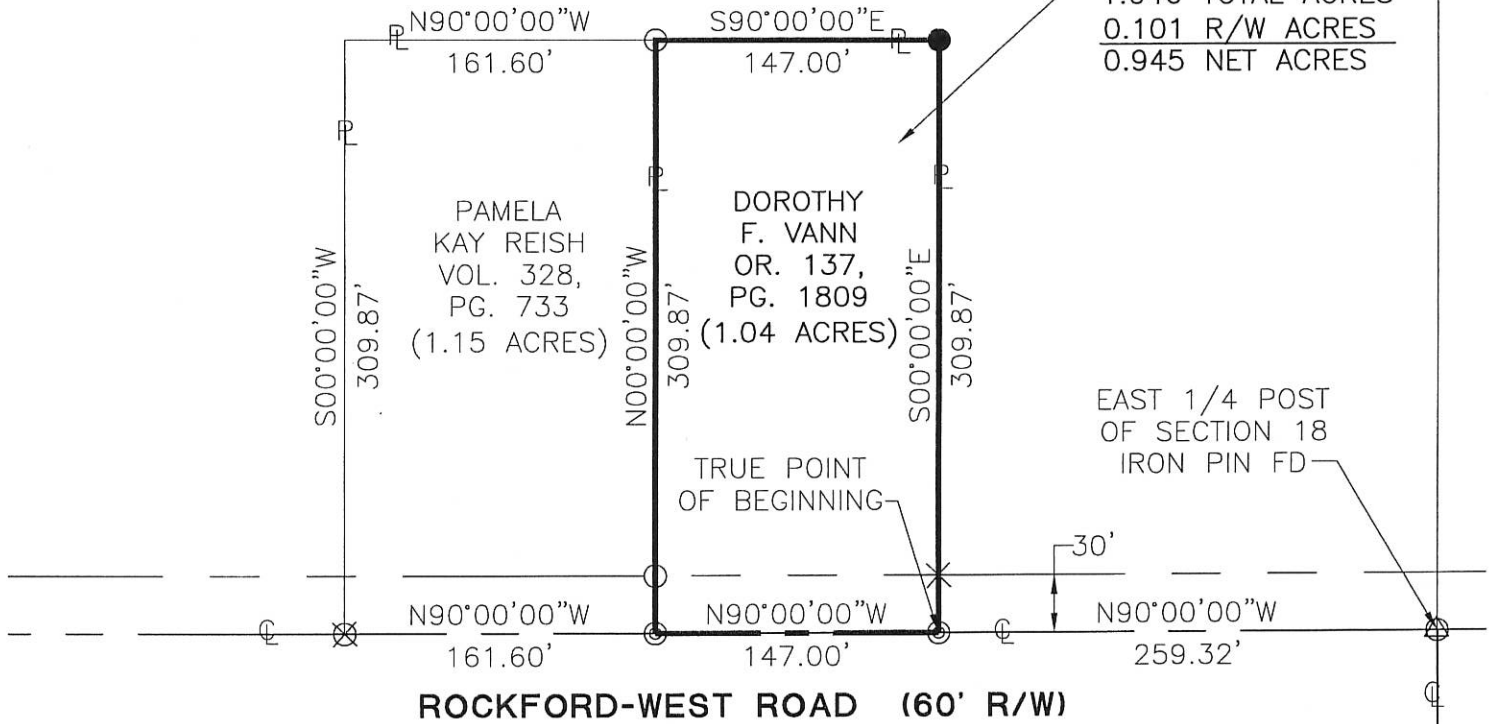 N90°00'00"W
161.60'
S90°00'00"E
147.00'
TOTAL ACRES
0.101 R/W ACRES
0.945 NET ACRES
PL
PL
PL
PL
PL
S00°00'00"W
309.87'
PAMELA
KAY REISH
VOL. 328,
PG. 733
(1.15 ACRES)
N00°00'00"W
309.87'
DOROTHY
F. VANN
OR. 137,
PG. 1809
(1.04 ACRES)
S00°00'00"E
309.87'
EAST 1/4 POST
OF SECTION 18
IRON PIN FD
TRUE POINT
OF BEGINNING
30'
CL
N90°00'00"W
161.60'
N90°00'00"W
147.00'
CL
N90°00'00"W
259.32'
CL
ROCKFORD-WEST ROAD (60' R/W)